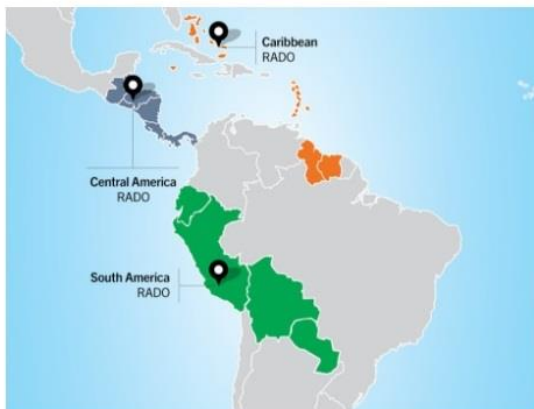 Caribbean
RADO
Central America
RADO
South America
RADO